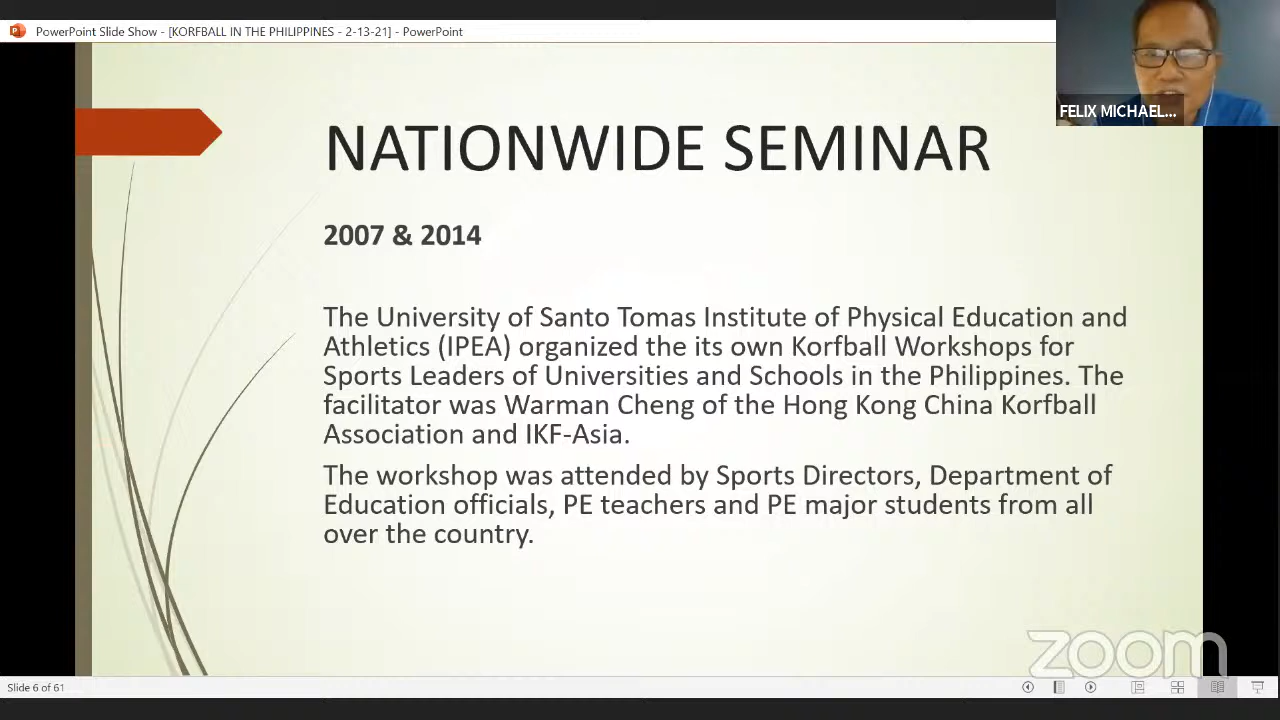 PowerPoint Slide Show - [KORFBALL IN THE PHILIPPINES - 2-13-21] - PowerPoint
FELIX MICHAEL...
NATIONWIDE SEMINAR
2007 & 2014
The University of Santo Tomas Institute of Physical Education and
Athletics (IPEA) organized the its own Korfball Workshops for
Sports Leaders of Universities and Schools in the Philippines. The
facilitator was Warman Cheng of the Hong Kong China Korfball
Association and IKF-Asia.
The workshop was attended by Sports Directors, Department of
Education officials, PE teachers and PE major students from all
over the country.
zoom
Slide 6 of 61